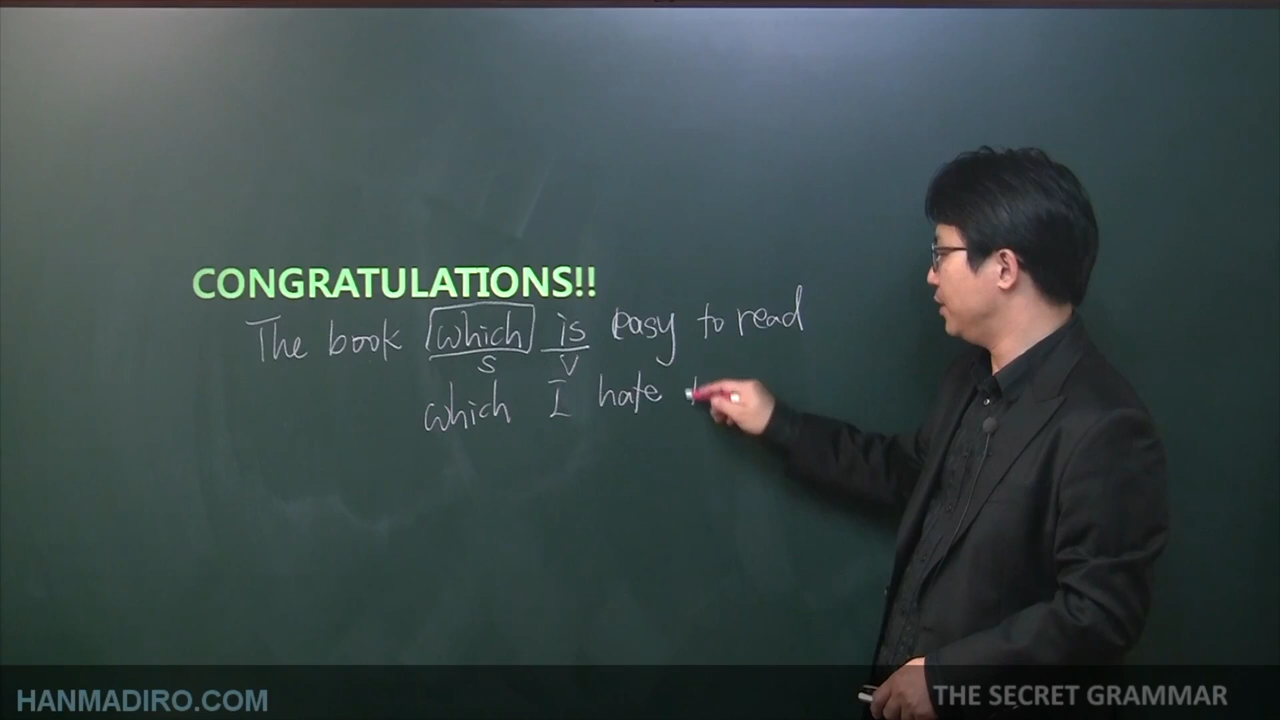 CONGRATULATIONS!!
The book which is easy to read
S V
which I hate
HANMADIRO.COM
THE SECRET GRAMMAR